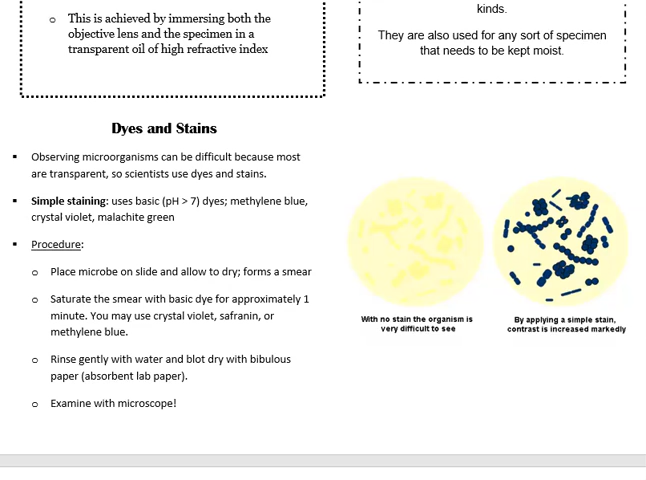 o This is achieved by immersing both the
objective lens and the specimen in a
transparent oil of high refractive index
kinds.
They are also used for any sort of specimen
that needs to be kept moist.
Dyes and Stains
▪ Observing microorganisms can be difficult because most
are transparent, so scientists use dyes and stains.
▪ Simple staining: uses basic (pH > 7) dyes; methylene blue,
crystal violet, malachite green
▪ Procedure:
o Place microbe on slide and allow to dry; forms a smear
o Saturate the smear with basic dye for approximately 1
minute. You may use crystal violet, safranin, or
methylene blue.
o Rinse gently with water and blot dry with bibulous
paper (absorbent lab paper).
o Examine with microscope!
With no stain the organism is
very difficult to see
By applying a simple stain,
contrast is increased markedly